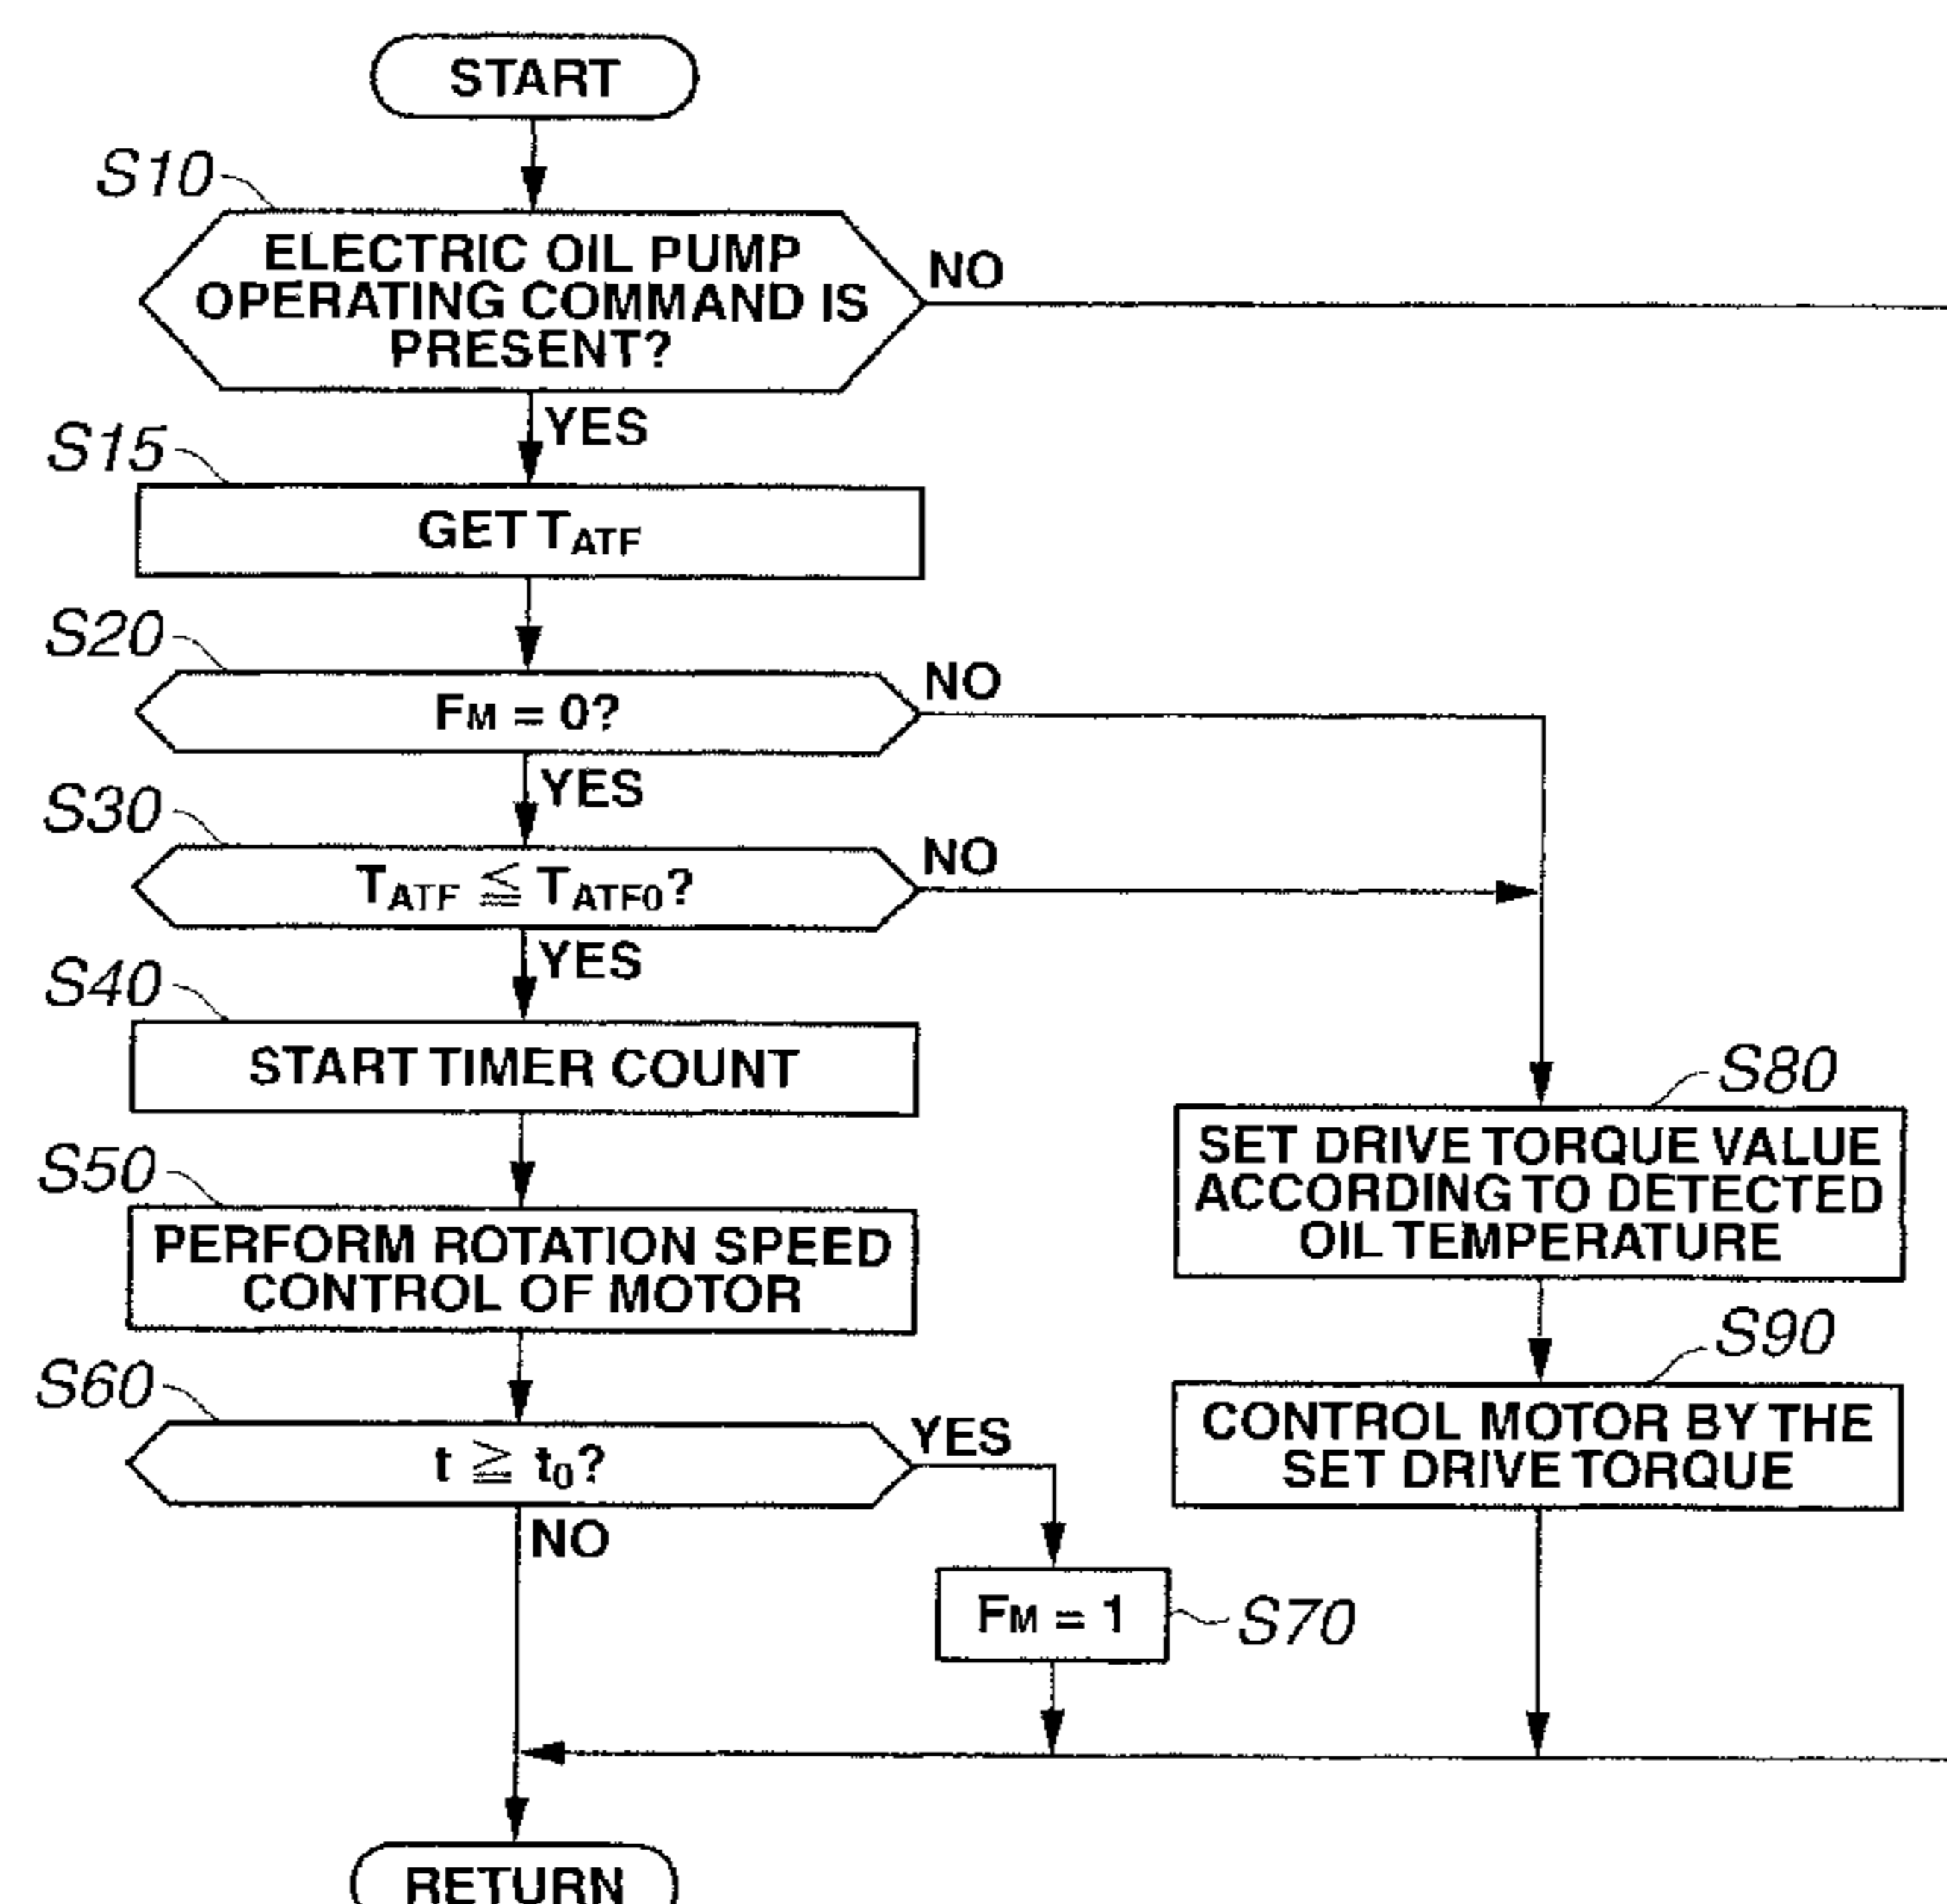 START
S10
ELECTRIC OIL PUMP
OPERATING COMMAND IS
PRESENT?
NO
YES
S15
GET TATF
S20
FM = 0?
NO
YES
S30
TATF ≦ TATF0?
NO
YES
S40
START TIMER COUNT
S80
SET DRIVE TORQUE VALUE
ACCORDING TO DETECTED
OIL TEMPERATURE
S50
PERFORM ROTATION SPEED
CONTROL OF MOTOR
S90
CONTROL MOTOR BY THE
SET DRIVE TORQUE
S60
t ≧ t0?
YES
NO
FM = 1
S70
RETURN